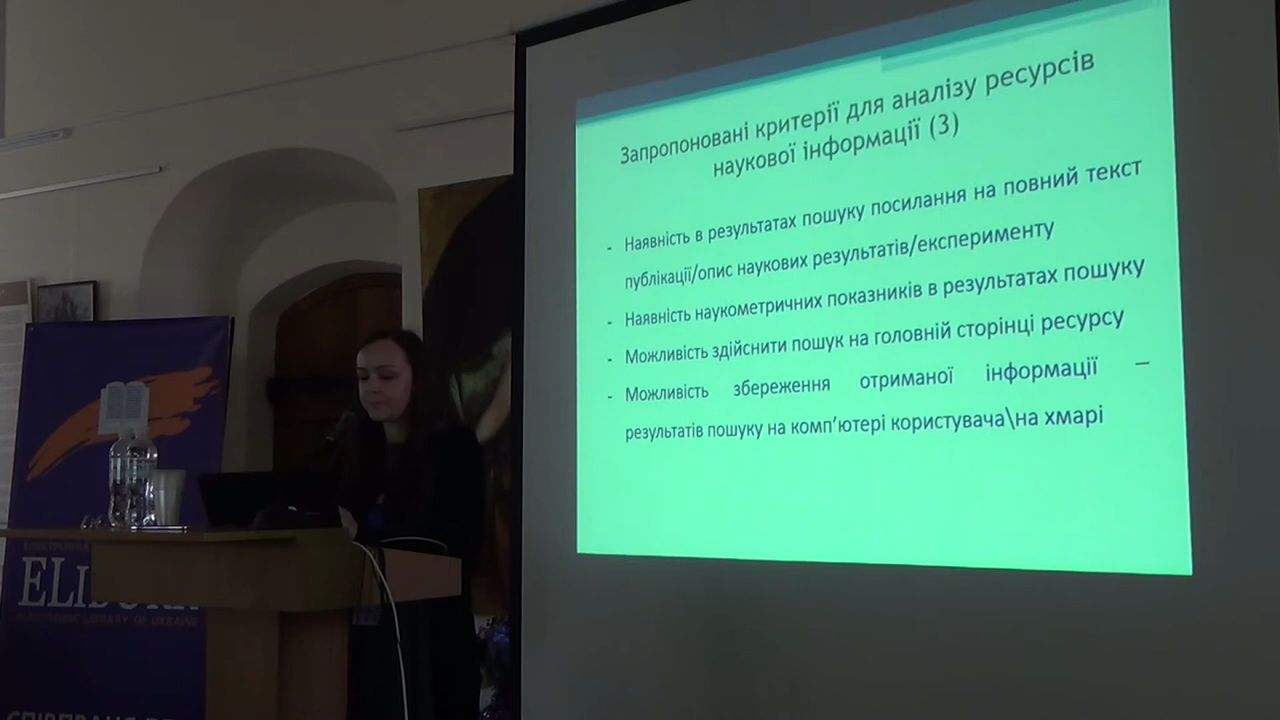 Запропоновані критерії для аналізу ресурсів
наукової інформації (3)
- Наявність в результатах пошуку посилання на повний текст
публікації/опис наукових результатів/експерименту
- Наявність наукометричних показників в результатах пошуку
- Можливість здійснити пошук на головній сторінці ресурсу
- Можливість збереження отриманої інформації –
результатів пошуку на комп’ютері користувача\на хмарі
LIBRARY OF UKRAINE